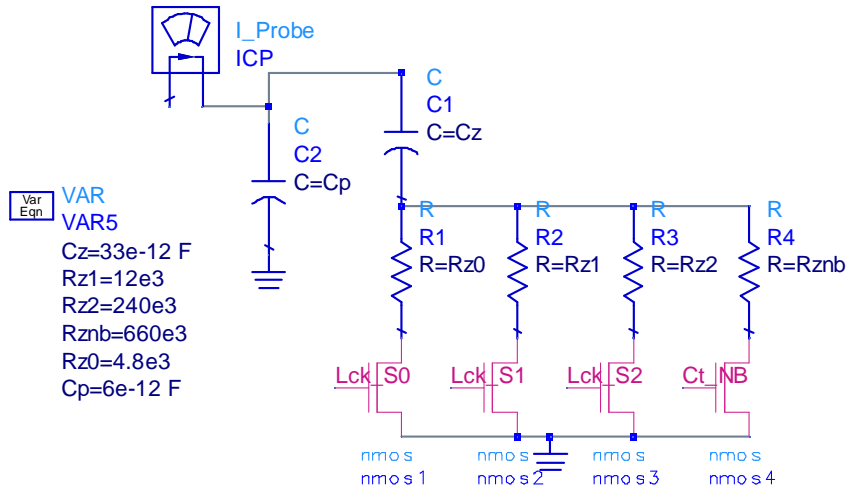 I_Probe
ICP
C
C1
C=Cz
C
C2
C=Cp
Var
Eqn
VAR
VAR5
Cz=33e-12 F
Rz1=12e3
Rz2=240e3
Rznb=660e3
Rz0=4.8e3
Cp=6e-12 F
R
R1
R=Rz0
R
R2
R=Rz1
R
R3
R=Rz2
R
R4
R=Rznb
Lck_S0
Lck_S1
Lck_S2
Ct_NB
nmos
nmos1
nmos
nmos2
nmos
nmos3
nmos
nmos4